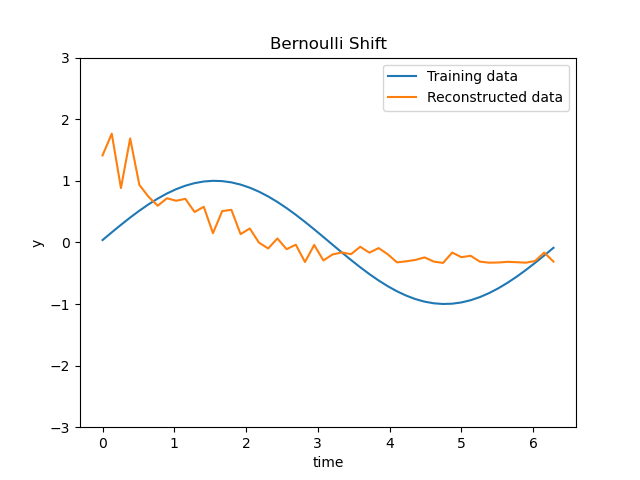 Bernoulli Shift
Training data
Reconstructed data
3
2
1
0
−1
−2
−3
y
0 1 2 3 4 5 6
time